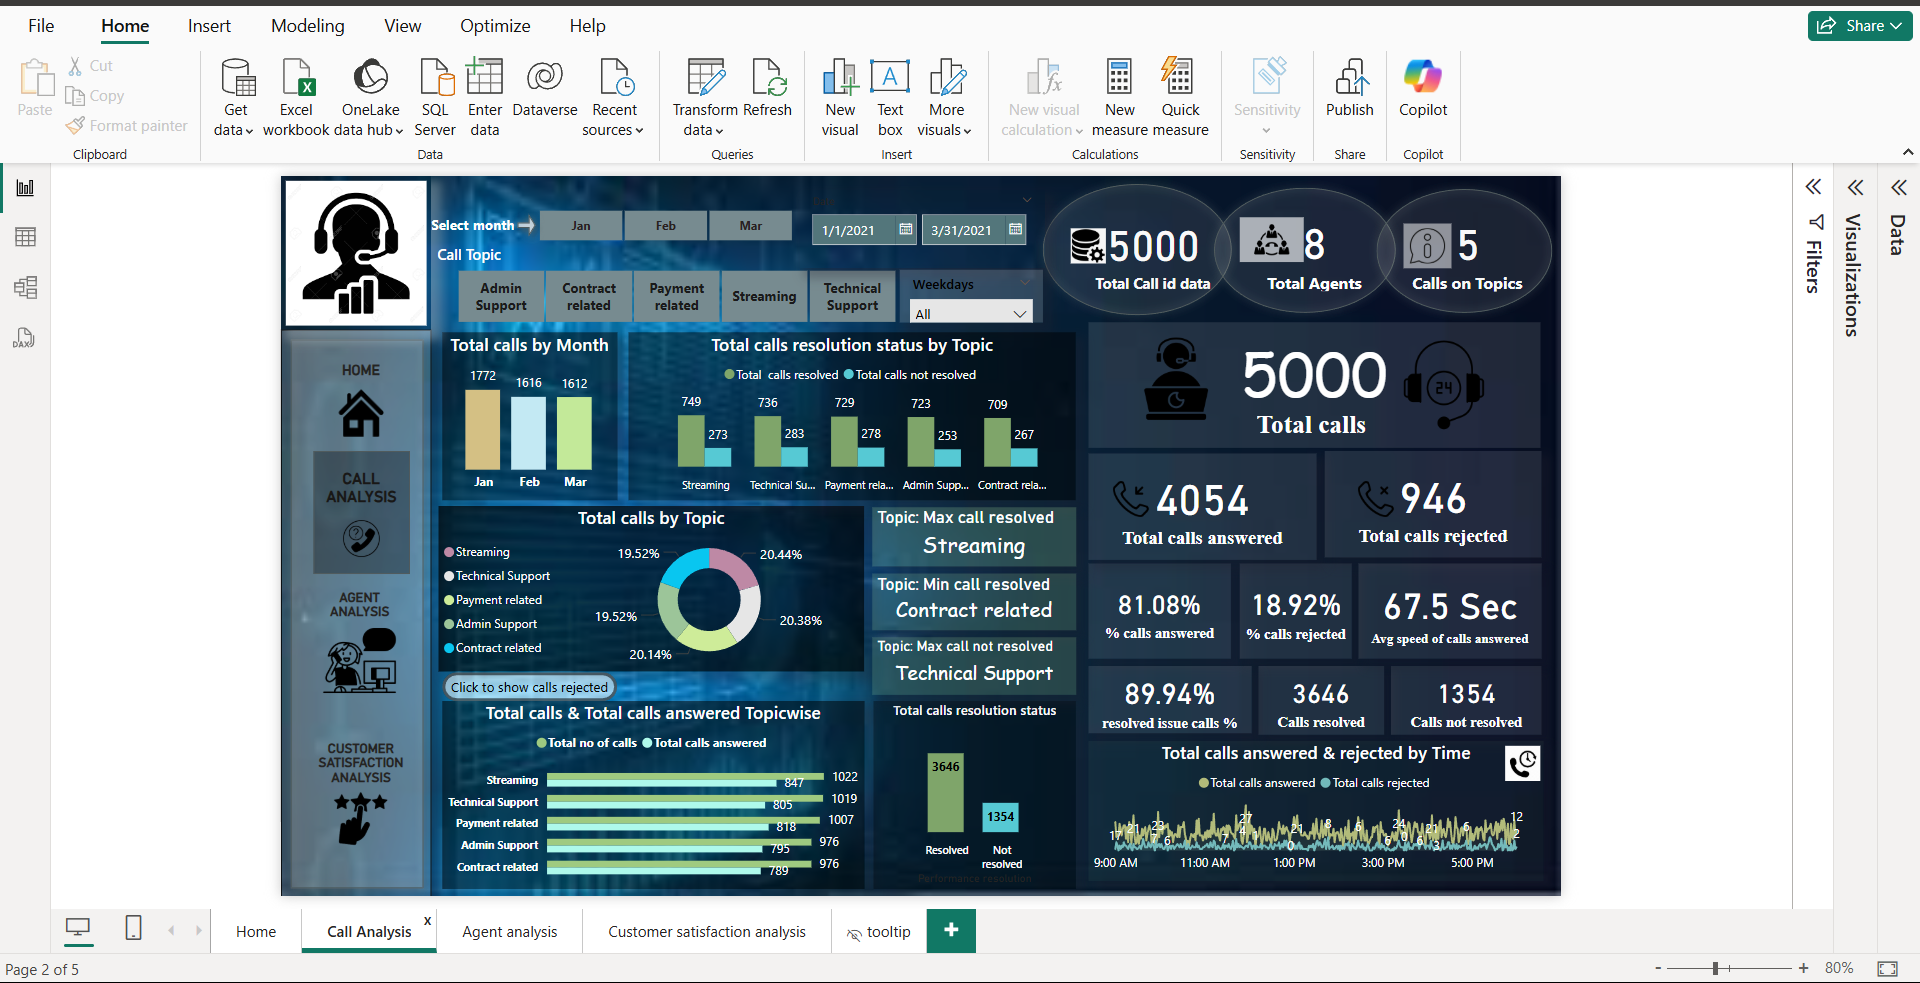 File Home Insert Modeling View Optimize Help Share
Paste
Cut
Copy
Format painter
Clipboard
Get data
Excel workbook
OneLake data hub
SQL Server
Enter data
Dataverse
Recent sources
Data
Transform data
Refresh
Queries
New visual
Text box
More visuals
Insert
New visual calculation
New measure
Quick measure
Calculations
Sensitivity
Sensitivity
Publish
Share
Copilot
Copilot
Select month
Jan Feb Mar
1/1/2021 3/31/2021
Call Topic
Admin Support
Contract related
Payment related
Streaming
Technical Support
Weekdays
All
5000
Total Call id data
8
Total Agents
5
Calls on Topics
HOME
CALL ANALYSIS
AGENT ANALYSIS
CUSTOMER SATISFACTION ANALYSIS
Total calls by Month
1772 1616 1612
Jan Feb Mar
Total calls resolution status by Topic
Total calls resolved Total calls not resolved
749 273 736 283 729 278 723 253 709 267
Streaming Technical Su... Payment rela... Admin Supp... Contract rela...
Total calls by Topic
Streaming
Technical Support
Payment related
Admin Support
Contract related
19.52% 20.44%
19.52% 20.38%
20.14%
Topic: Max call resolved
Streaming
Topic: Min call resolved
Contract related
Topic: Max call not resolved
Technical Support
Click to show calls rejected
Total calls & Total calls answered Topicwise
Total no of calls Total calls answered
Streaming 1022 847
Technical Support 1019 805
Payment related 1007 818
Admin Support 976 795
Contract related 976 789
Total calls resolution status
3646
1354
Resolved
Not resolved
Performance resolution
24
5000
Total calls
4054
Total calls answered
946
Total calls rejected
81.08%
% calls answered
18.92%
% calls rejected
67.5 Sec
Avg speed of calls answered
89.94%
resolved issue calls %
3646
Calls resolved
1354
Calls not resolved
Total calls answered & rejected by Time
Total calls answered Total calls rejected
9:00 AM 11:00 AM 1:00 PM 3:00 PM 5:00 PM
Filters
Visualizations
Data
Home Call Analysis x Agent analysis Customer satisfaction analysis tooltip +
Page 2 of 5
- + 80%